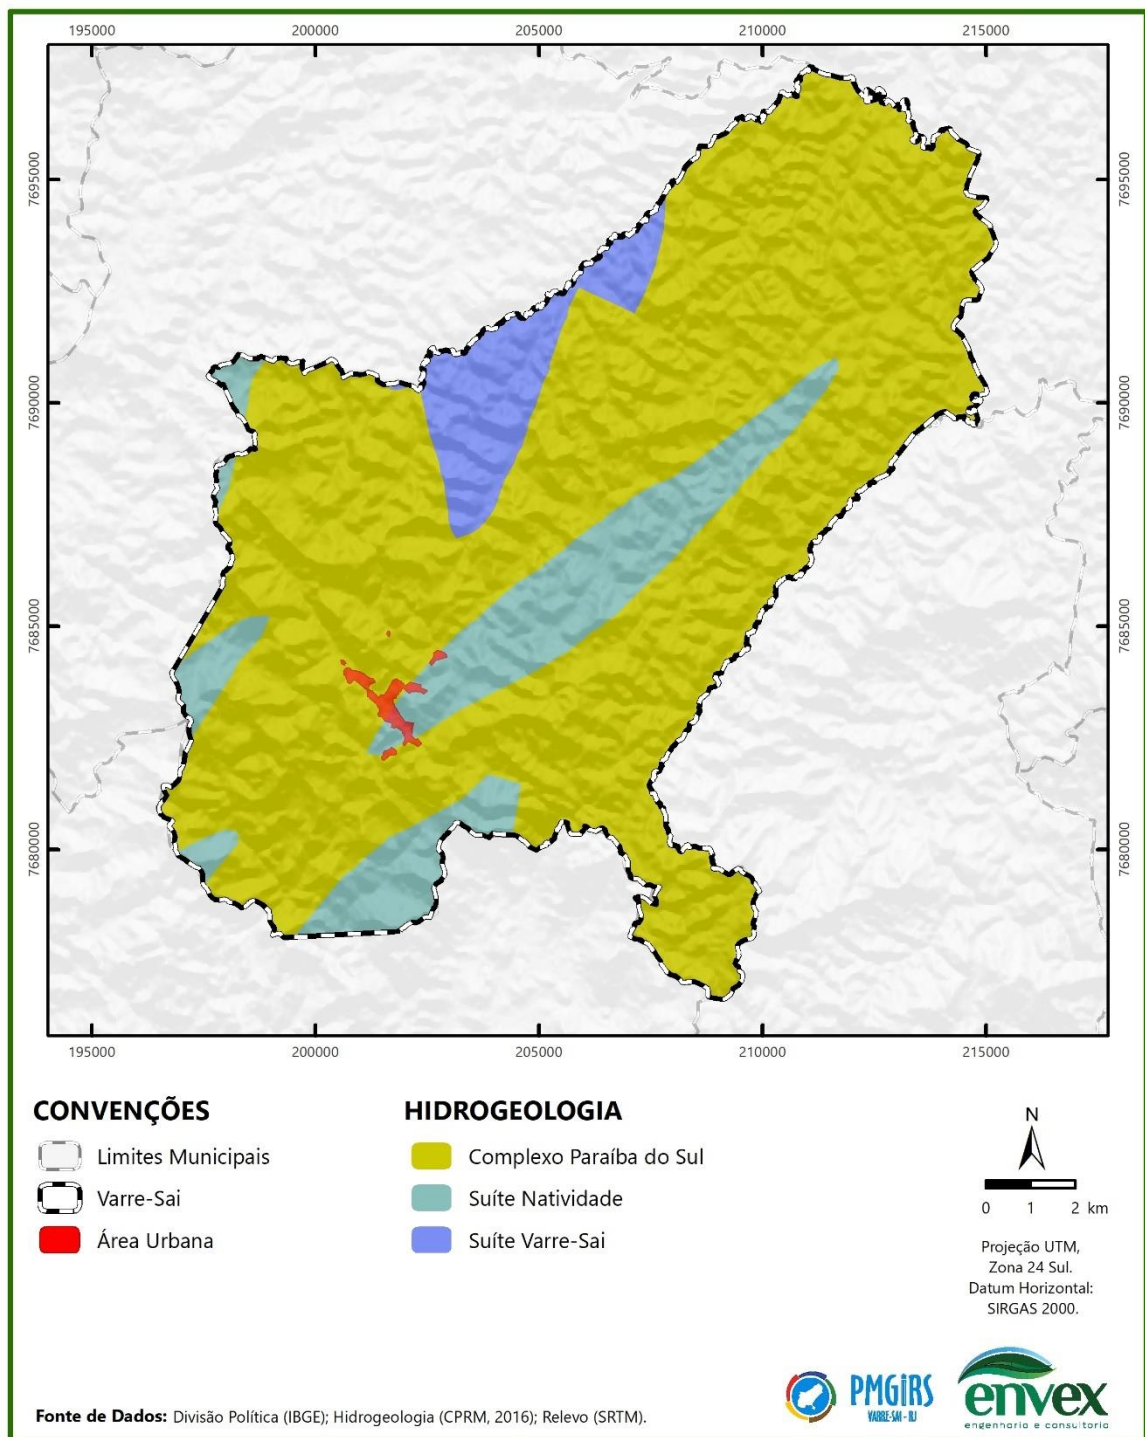 195000 200000 205000 210000 215000
7695000 7695000
7690000 7690000
7685000 7685000
7680000 7680000
195000 200000 205000 210000 215000
CONVENÇÕES
Limites Municipais
Varre-Sai
Área Urbana
HIDROGEOLOGIA
Complexo Paraíba do Sul
Suíte Natividade
Suíte Varre-Sai
N
0 1 2 km
Projeção UTM,
Zona 24 Sul.
Datum Horizontal:
SIRGAS 2000.
Fonte de Dados: Divisão Política (IBGE); Hidrogeologia (CPRM, 2016); Relevo (SRTM).
PMGiRS
VARRE-SAI - RJ
envex
engenharia e consultoria